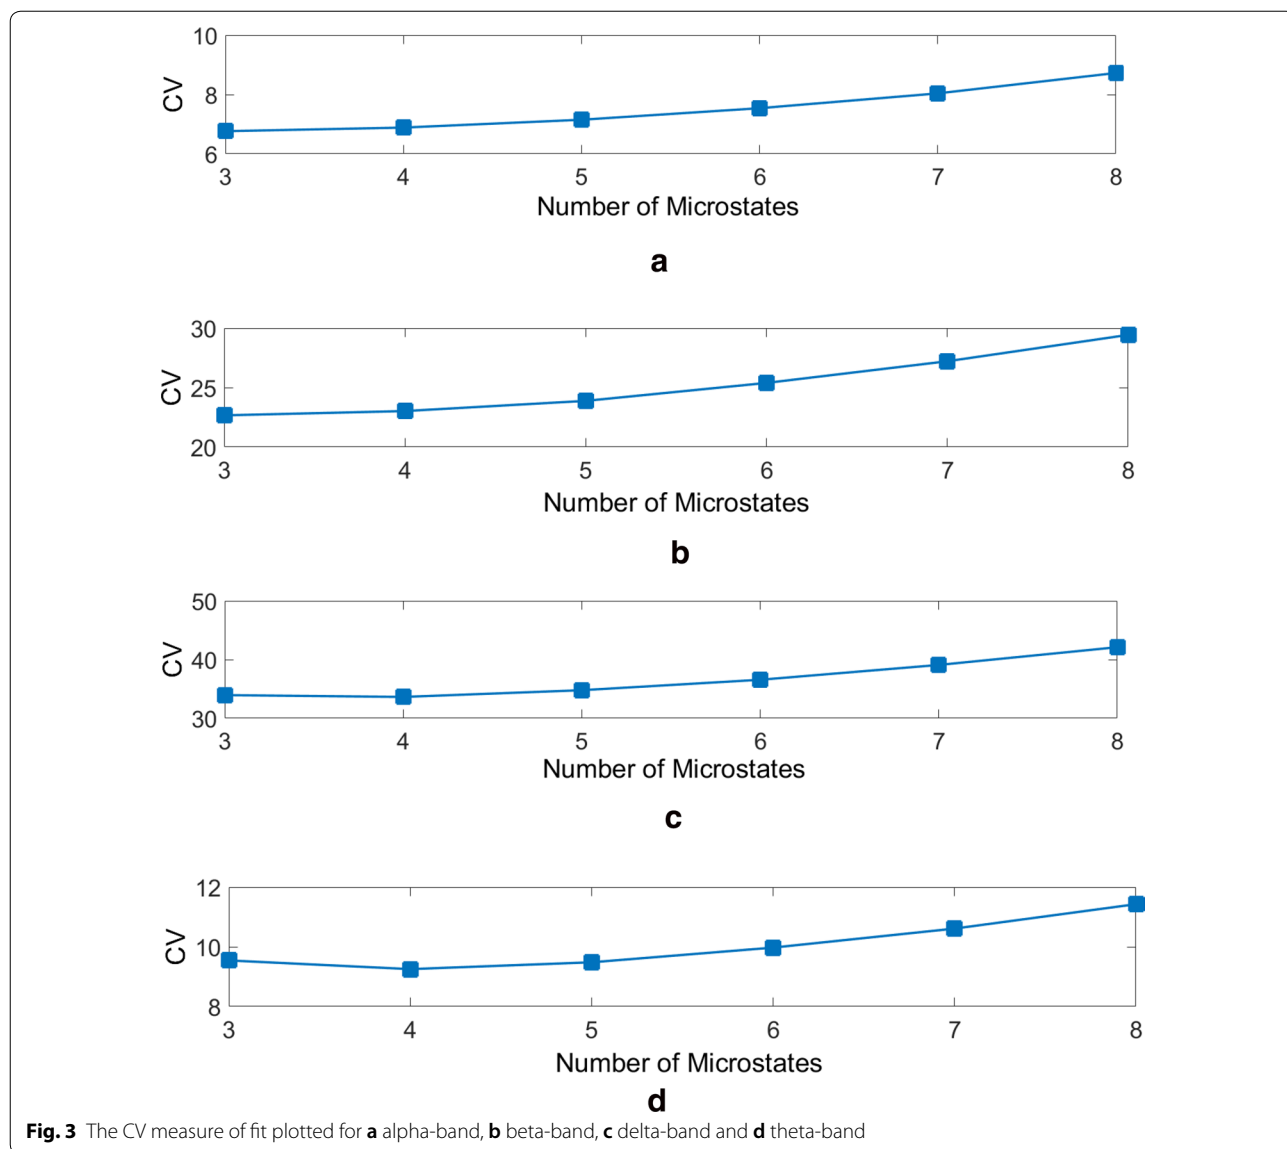 10
8
6
CV
3 4 5 6 7 8
Number of Microstates
a
30
25
20
CV
3 4 5 6 7 8
Number of Microstates
b
50
40
30
CV
3 4 5 6 7 8
Number of Microstates
c
12
10
8
CV
3 4 5 6 7 8
Number of Microstates
d
Fig. 3 The CV measure of fit plotted for a alpha-band, b beta-band, c delta-band and d theta-band